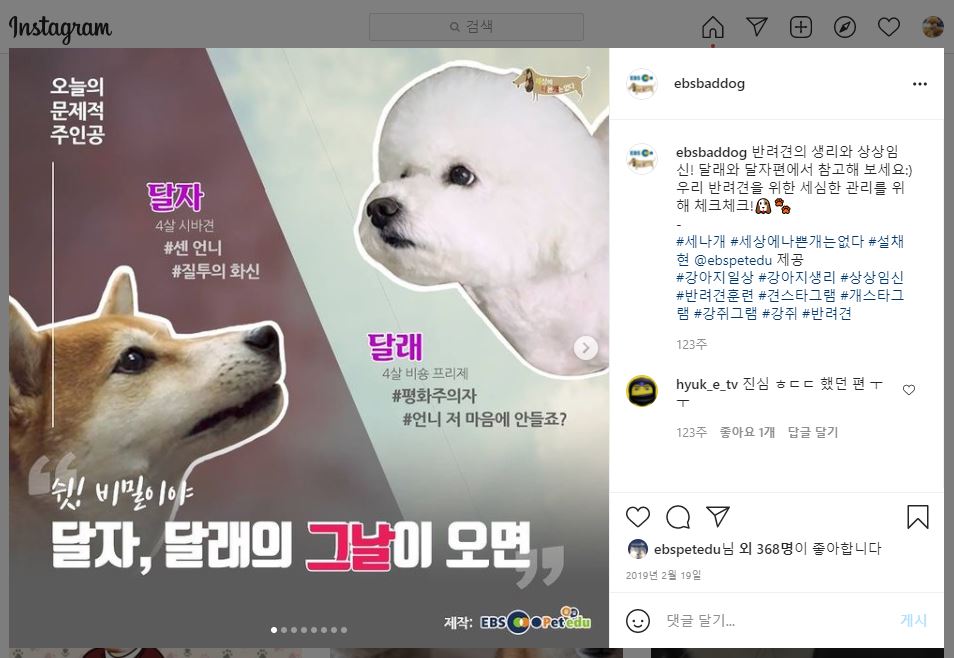 Instagram
검색
오늘의
문제적
주인공
세상에
나쁜개는없다
달자
4살 시바견
#센 언니
#질투의 화신
달래
4살 비숑 프리제
#평화주의자
#언니 저 마음에 안들죠?
“쉿! 비밀이야
달자, 달래의 그날이 오면”
제작: EBS Petedu
ebsbaddog
ebsbaddog 반려견의 생리와 상상임
신! 달래와 달자편에서 참고해 보세요:)
우리 반려견을 위한 세심한 관리를 위
해 체크체크!🐶🐾
-
#세나개 #세상에나쁜개는없다 #설채
현 @ebspetedu 제공
#강아지일상 #강아지생리 #상상임신
#반려견훈련 #견스타그램 #개스타그
램 #강쥐그램 #강쥐 #반려견
123주
hyuk_e_tv 진심 ㅎㄷㄷ 했던 편 ㅜ
ㅜ
123주 좋아요 1개 답글 달기
ebspetedu님 외 368명이 좋아합니다
2019년 2월 19일
댓글 달기...
게시